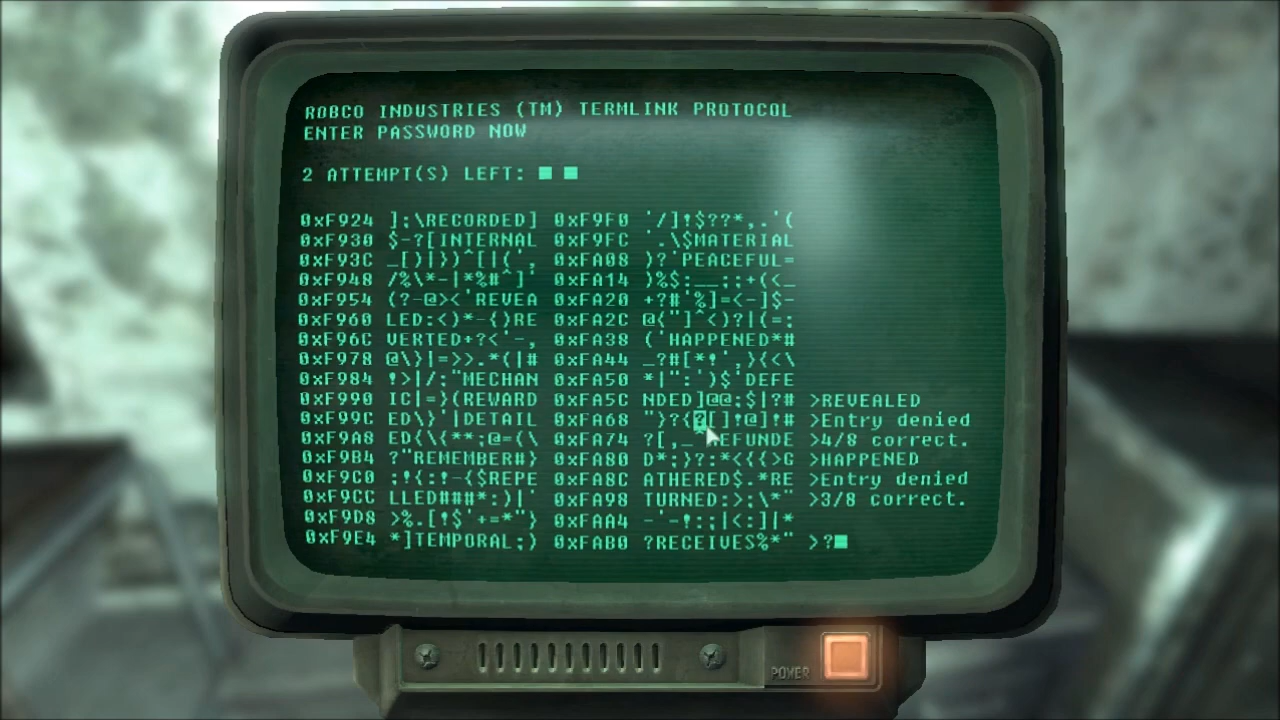 ROBCO INDUSTRIES (TM) TERMLINK PROTOCOL
ENTER PASSWORD NOW
2 ATTEMPT(S) LEFT: ■ ■
0xF924 ];\RECORDED] 0xF9F0 '/]!$??*,.'(
0xF930 $-?[INTERNAL 0xF9FC '.\$MATERIAL
0xF93C _[)|})^[|(', 0xFA08 )?'PEACEFUL=
0xF948 /%\*-|*%#^]' 0xFA14 )%$:__;;+(<_
0xF954 (?-@><'REVEA 0xFA20 +?#'%]=<-]$-
0xF960 LED:<)*-{}RE 0xFA2C @{"]^<)?|(=;
0xF96C VERTED+?<'-, 0xFA38 ('HAPPENED*#
0xF978 @\}|=>>.*(|# 0xFA44 _?#[*!',}{<\
0xF984 !>|/;"MECHAN 0xFA50 *|":')$'DEFE
0xF990 IC|=}(REWARD 0xFA5C NDED]@@;$|?# >REVEALED
0xF99C ED\}'|DETAIL 0xFA68 "}?{?[]!@]!# >Entry denied
0xF9A8 ED{\{**;@={\ 0xFA74 ?[,_ REFUNDE >4/8 correct.
0xF9B4 ?"REMEMBER#} 0xFA80 D*;}?:*<{{>G >HAPPENED
0xF9C0 :!{:!-{$REPE 0xFA8C ATHERED$.*RE >Entry denied
0xF9CC LLED###*:)|' 0xFA98 TURNED:>;\*" >3/8 correct.
0xF9D8 >%.[!$'+=*"} 0xFAA4 -'-!:;|<:]|*
0xF9E4 *]TEMPORAL;) 0xFAB0 ?RECEIVES%*" >?■
POWER